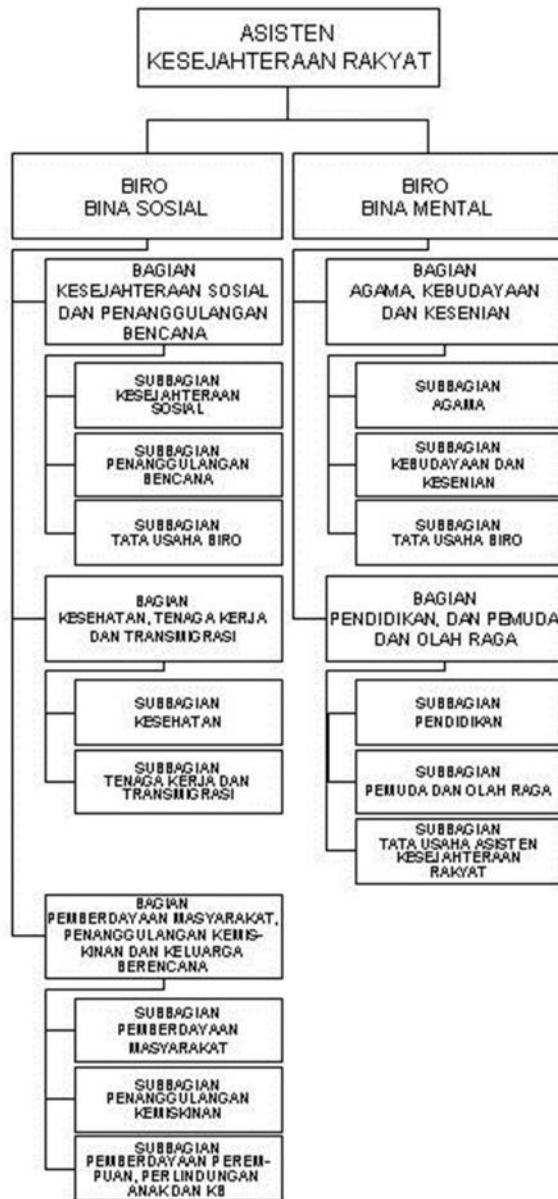 ASISTEN
KESEJAHTERAAN RAKYAT
BIRO
BINA SOSIAL
BAGIAN
KESEJAHTERAAN SOSIAL
DAN PENANGGULANGAN
BENCANA
SUBBAGIAN
KESEJAHTERAAN
SOSIAL
SUBBAGIAN
PENANGGULANGAN
BENCANA
SUBBAGIAN
TATA USAHA BIRO
BAGIAN
KESEHATAN, TENAGA KERJA
DAN TRANSMIGRASI
SUBBAGIAN
KESEHATAN
SUBBAGIAN
TENAGA KERJA DAN
TRANSMIGRASI
BAGIAN
PEMBERDAYAAN MASYARAKAT,
PENANGGULANGAN KEMIS-
KINAN DAN KELUARGA
BERENCANA
SUBBAGIAN
PEMBERDAYAAN
MASYARAKAT
SUBBAGIAN
PENANGGULANGAN
KEMISKINAN
SUBBAGIAN
PEMBERDAYAAN PEREM-
PUAN, PERLINDUNGAN
ANAK DAN KB
BIRO
BINA MENTAL
BAGIAN
AGAMA, KEBUDAYAAN
DAN KESENIAN
SUBBAGIAN
AGAMA
SUBBAGIAN
KEBUDAYAAN DAN
KESENIAN
SUBBAGIAN
TATA USAHA BIRO
BAGIAN
PENDIDIKAN, DAN PEMUDA
DAN OLAH RAGA
SUBBAGIAN
PENDIDIKAN
SUBBAGIAN
PEMUDA DAN OLAH RAGA
SUBBAGIAN
TATA USAHA ASISTEN
KESEJAHTERAAN
RAKYAT